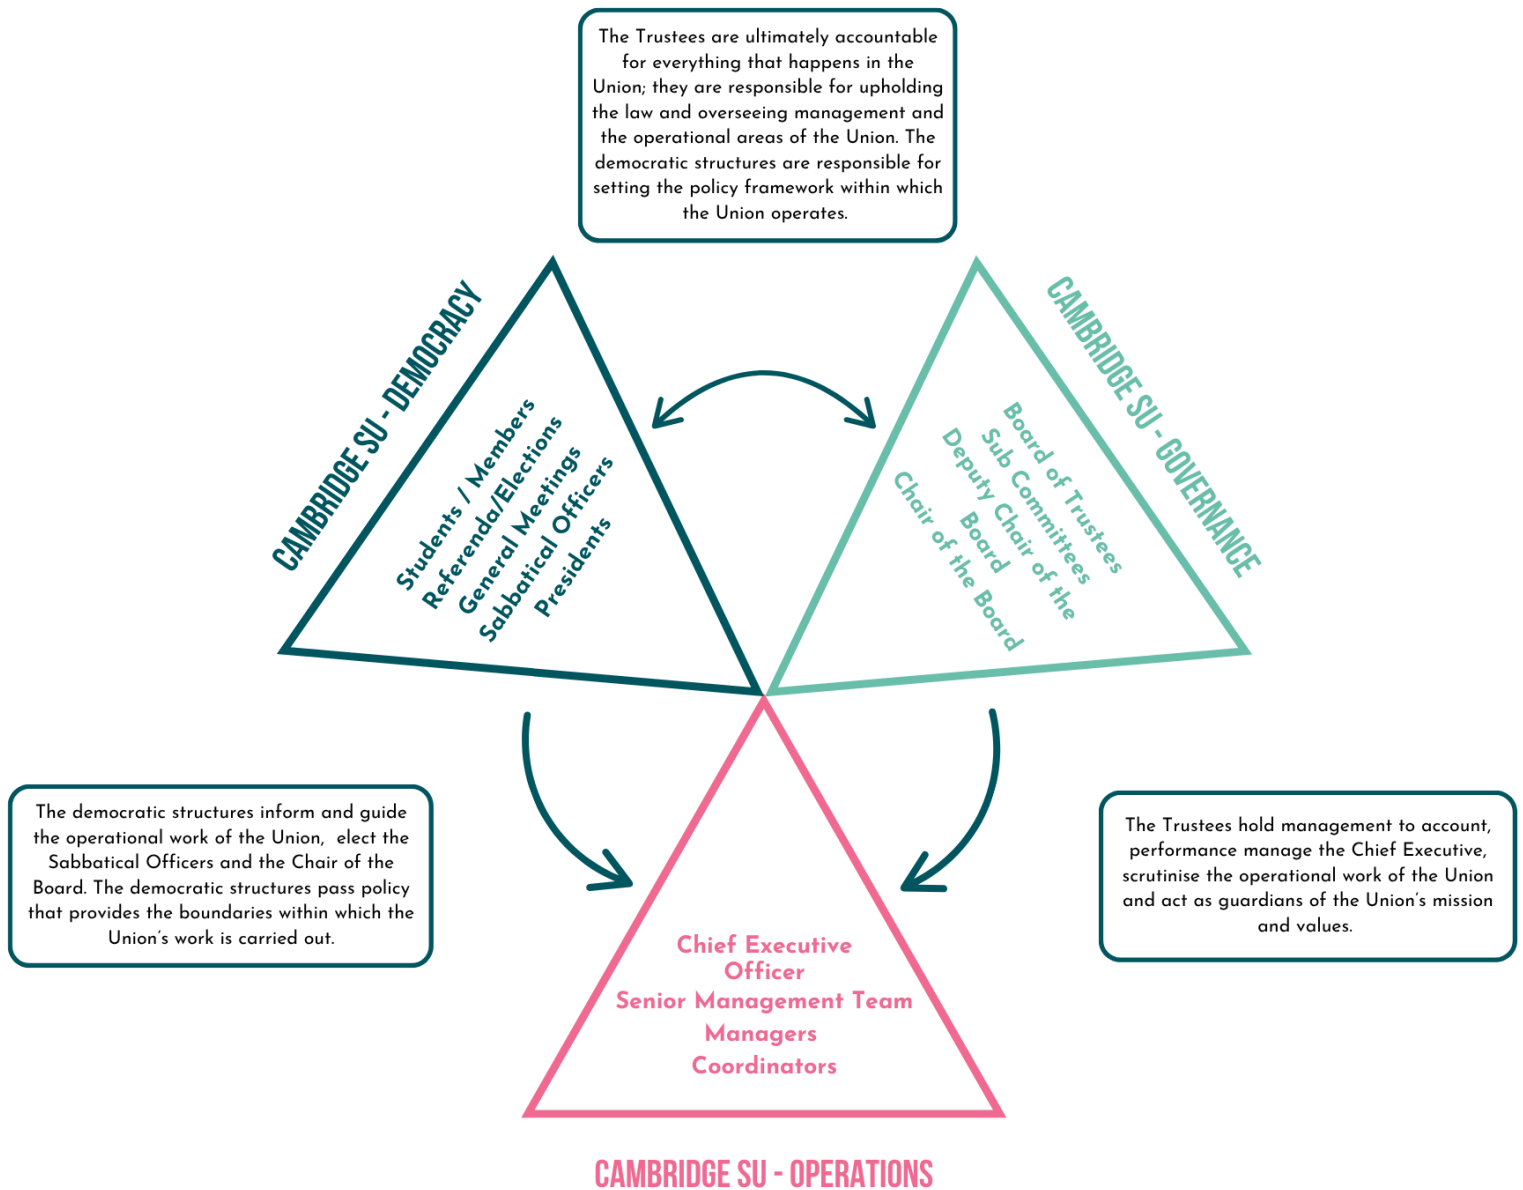 The Trustees are ultimately accountable
for everything that happens in the
Union; they are responsible for upholding
the law and overseeing management and
the operational areas of the Union. The
democratic structures are responsible for
setting the policy framework within which
the Union operates.
CAMBRIDGE SU - DEMOCRACY
Students / Members
Referenda/Elections
General Meetings
Sabbatical Officers
Presidents
CAMBRIDGE SU - GOVERNANCE
Board of Trustees
Sub Committees
Deputy Chair of the
Board
Chair of the Board
The democratic structures inform and guide
the operational work of the Union, elect the
Sabbatical Officers and the Chair of the
Board. The democratic structures pass policy
that provides the boundaries within which the
Union's work is carried out.
The Trustees hold management to account,
performance manage the Chief Executive,
scrutinise the operational work of the Union
and act as guardians of the Union's mission
and values.
Chief Executive
Officer
Senior Management Team
Managers
Coordinators
CAMBRIDGE SU - OPERATIONS